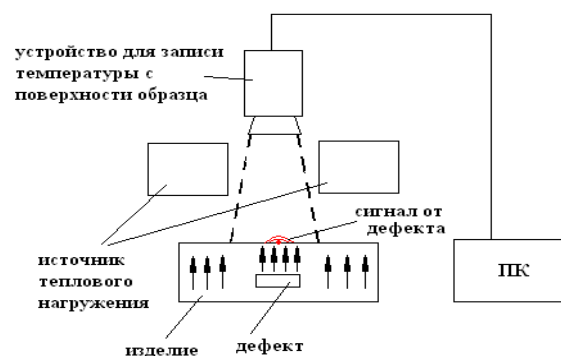 устройство для записи
температуры с
поверхности образца
сигнал от
дефекта
источник
теплового
нагружения
ПК
изделие
дефект